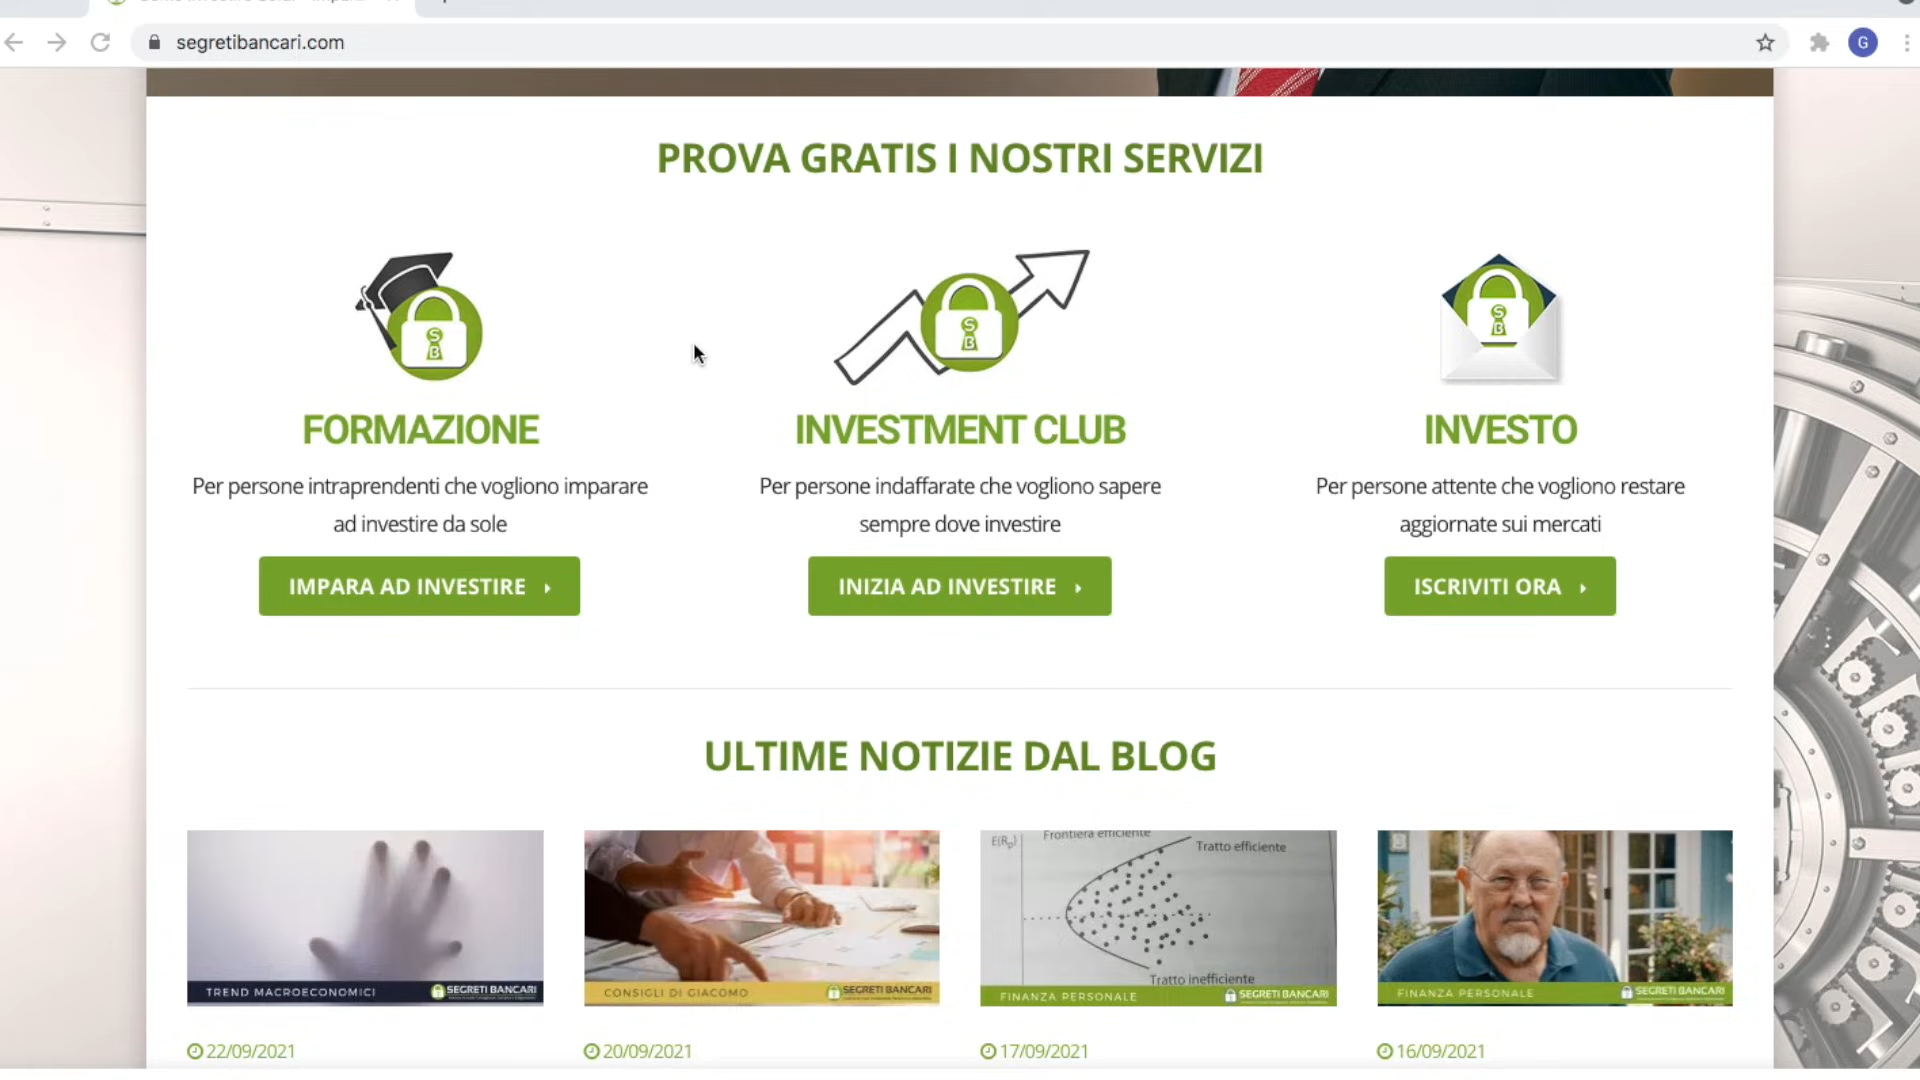 segretibancari.com
G
PROVA GRATIS I NOSTRI SERVIZI
S
B
S
B
S
B
FORMAZIONE
INVESTMENT CLUB
INVESTO
Per persone intraprendenti che vogliono imparare
ad investire da sole
Per persone indaffarate che vogliono sapere
sempre dove investire
Per persone attente che vogliono restare
aggiornate sui mercati
IMPARA AD INVESTIRE
INIZIA AD INVESTIRE
ISCRIVITI ORA
ULTIME NOTIZIE DAL BLOG
TREND MACROECONOMICI
SEGRETI BANCARI
CONSIGLI DI GIACOMO
SEGRETI BANCARI
E(Rp)
Frontiera efficiente
Tratto efficiente
Tratto inefficiente
FINANZA PERSONALE
SEGRETI BANCARI
FINANZA PERSONALE
SEGRETI BANCARI
22/09/2021
20/09/2021
17/09/2021
16/09/2021